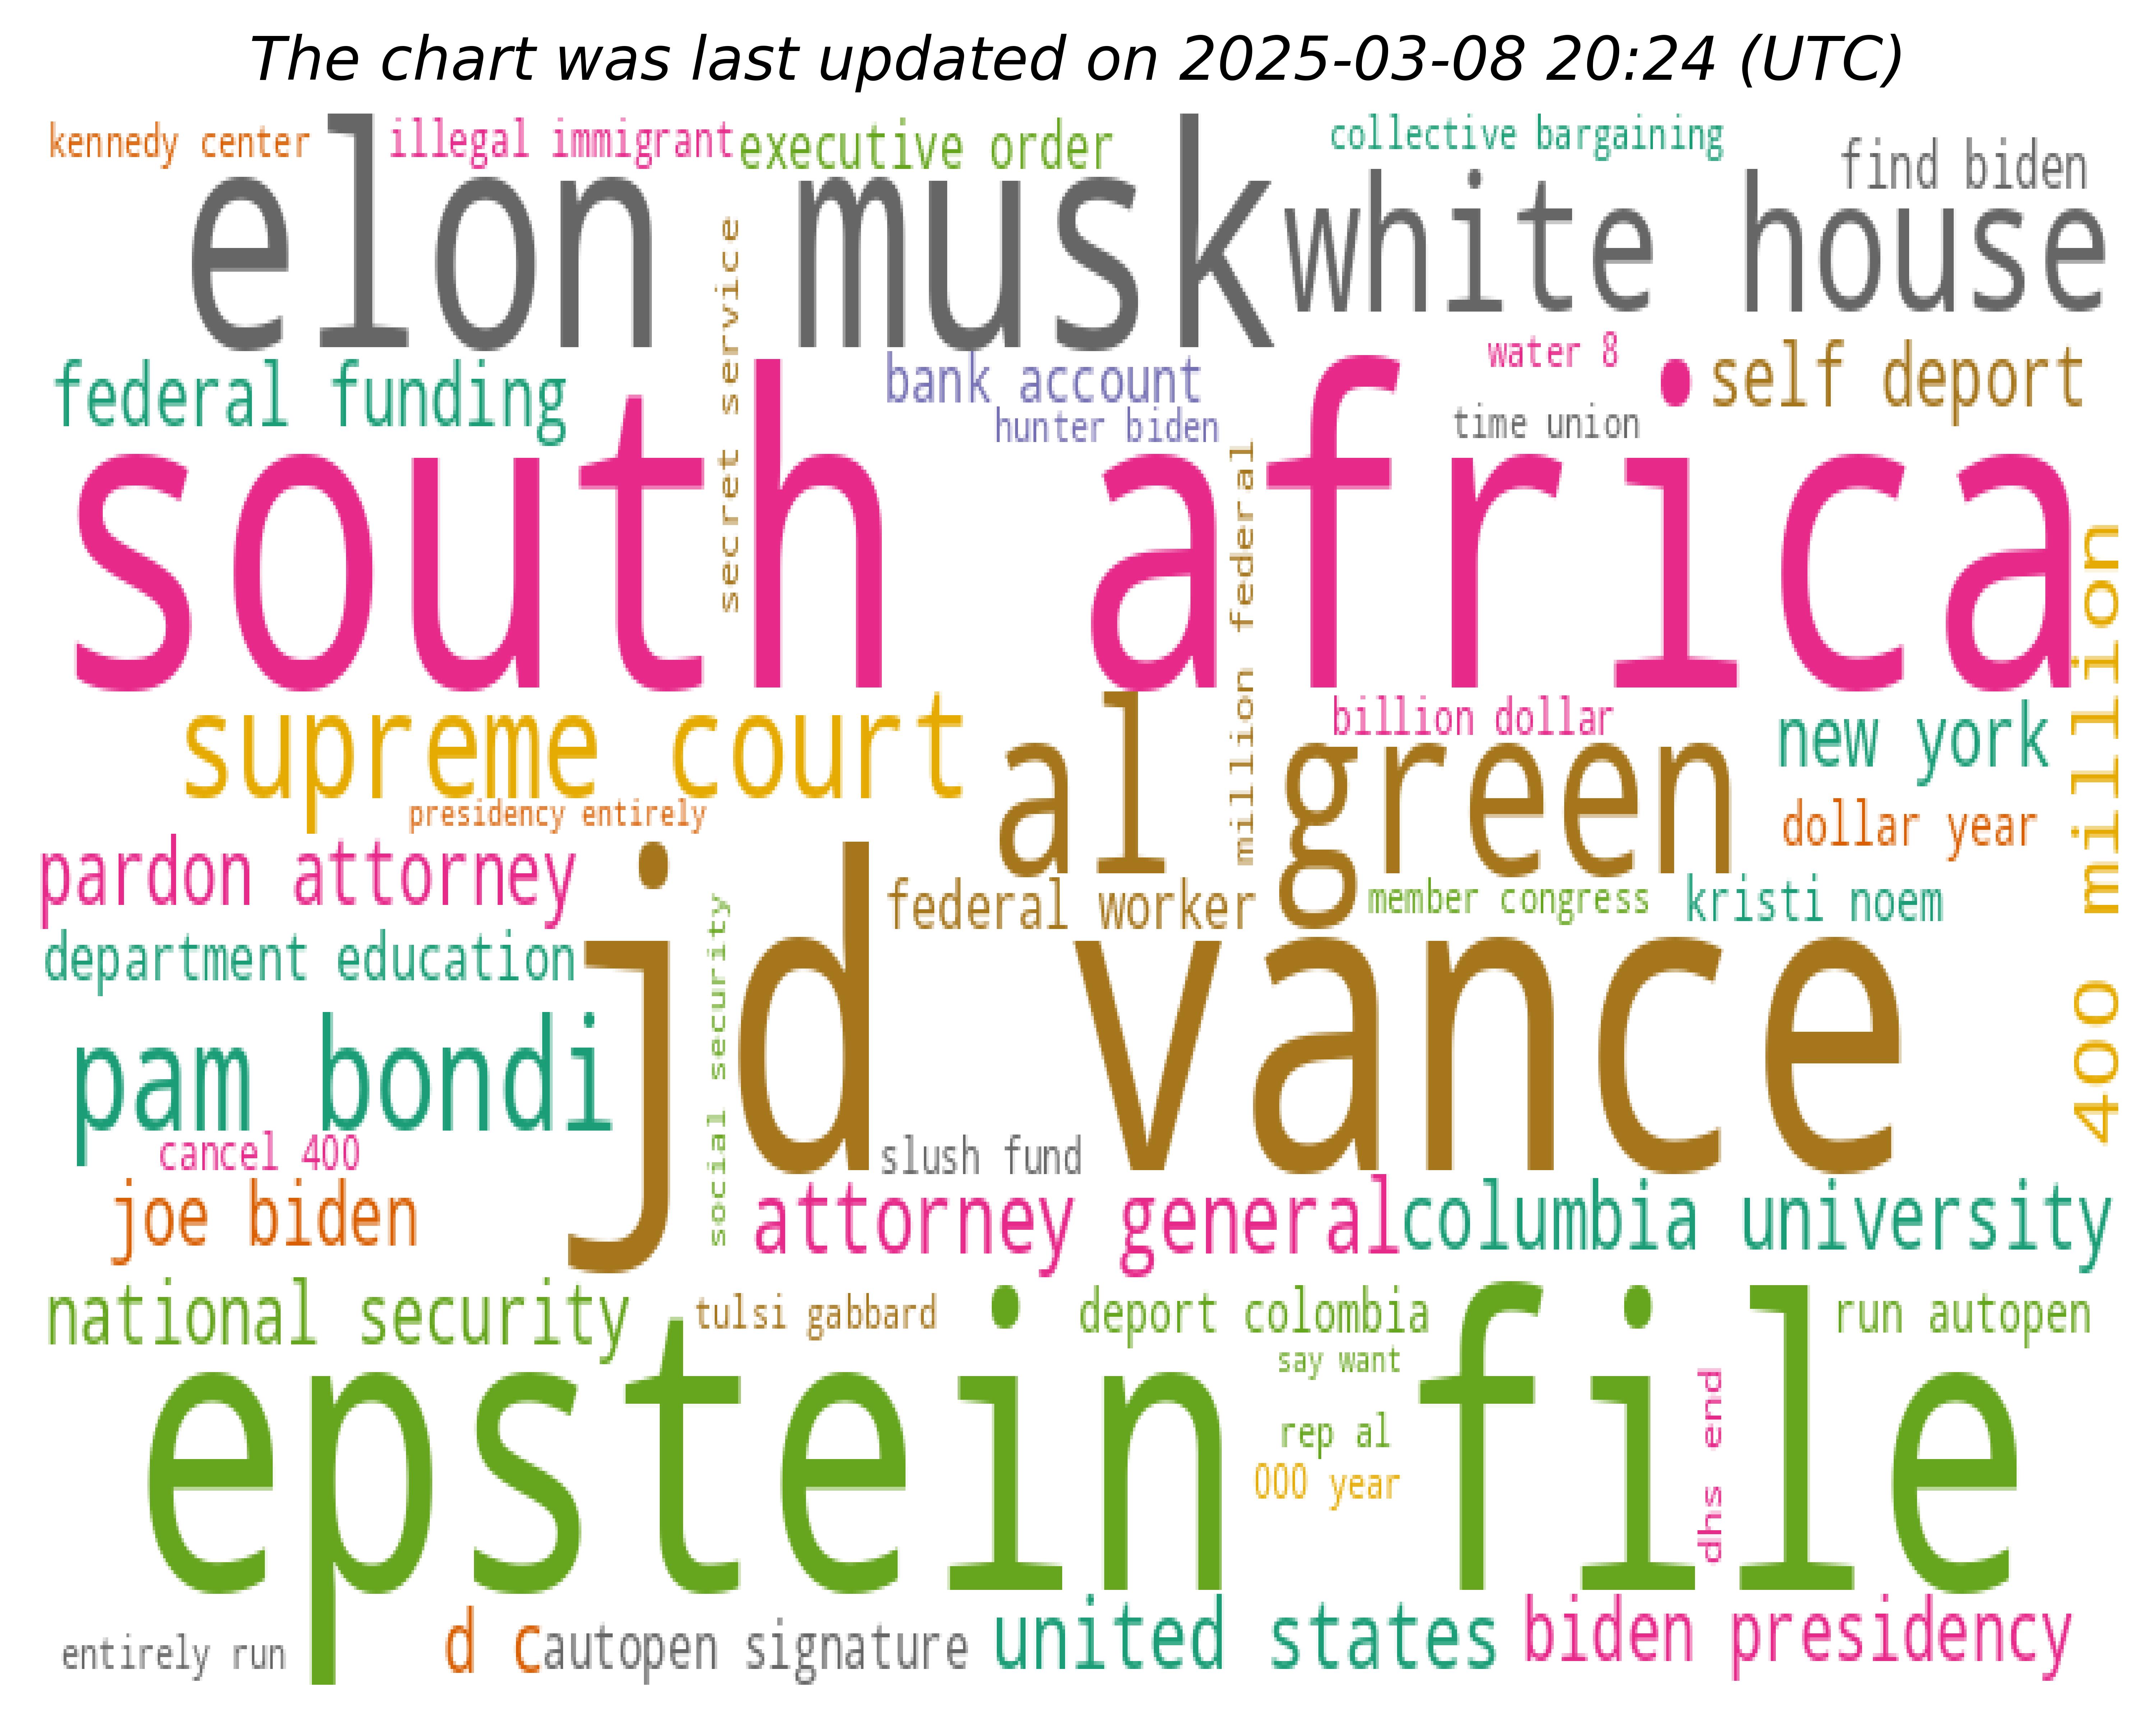 The chart was last updated on 2025-03-08 20:24 (UTC)
kennedy center
illegal immigrant
executive order
collective bargaining
find biden
elon musk
white house
secret service
federal funding
bank account
water 8
self deport
hunter biden
time union
south africa
million federal
400 million
supreme court
al green
billion dollar
new york
presidency entirely
dollar year
pardon attorney
federal worker
member congress
kristi noem
department education
jd vance
social security
pam bondi
cancel 400
slush fund
joe biden
attorney general
columbia university
national security
tulsi gabbard
deport colombia
run autopen
say want
epstein file
rep al
000 year
dhs end
entirely run
d c
autopen signature
united states
biden presidency